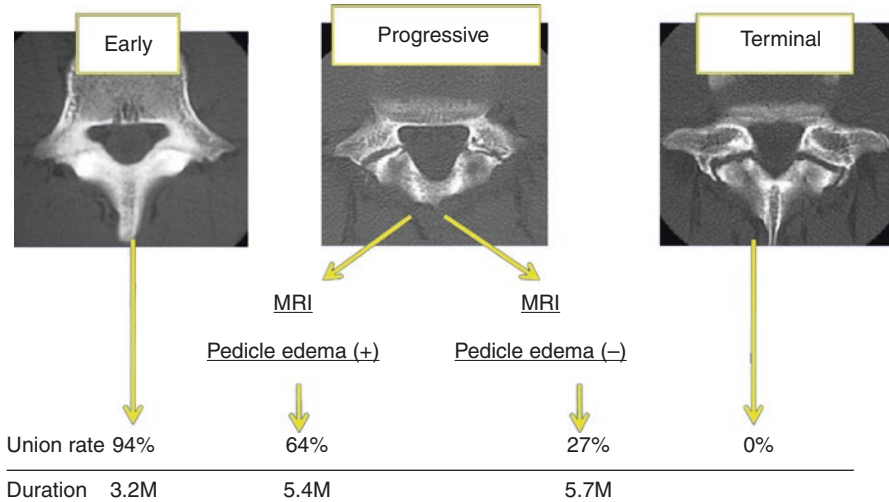 Early
Progressive
Terminal
MRI
MRI
Pedicle edema (+)
Pedicle edema (–)
Union rate 94% 64% 27% 0%
Duration 3.2M 5.4M 5.7M